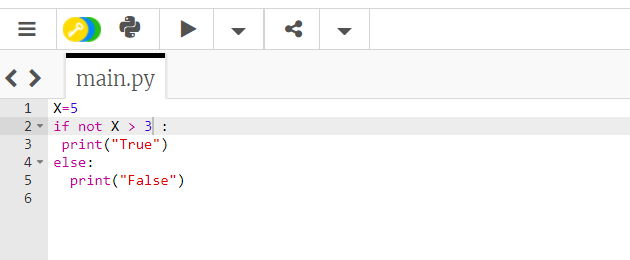 main.py
1 X=5
2 if not X > 3 :
3  print("True")
4 else:
5   print("False")
6